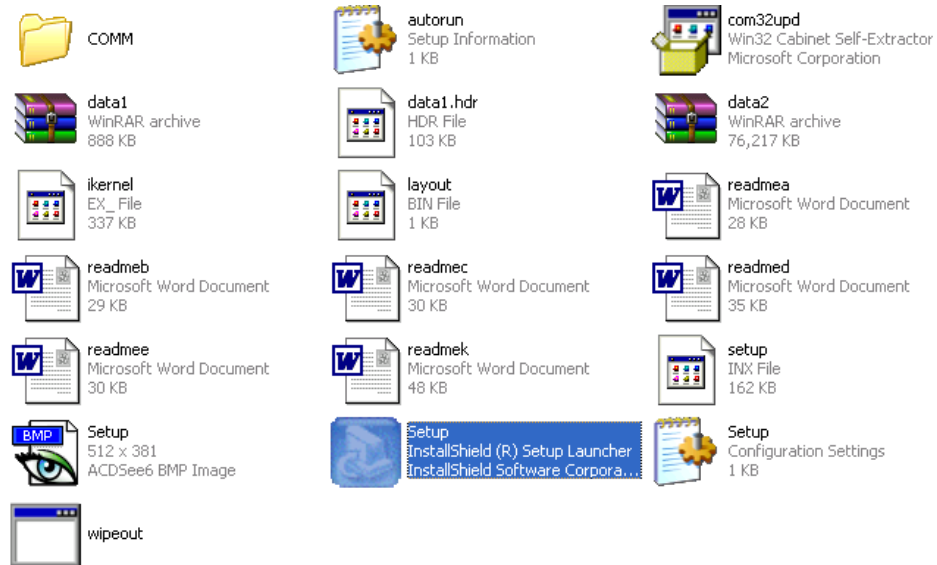 COMM
autorun
Setup Information
1 KB
com32upd
Win32 Cabinet Self-Extractor
Microsoft Corporation
data1
WinRAR archive
888 KB
data1.hdr
HDR File
103 KB
data2
WinRAR archive
76,217 KB
ikernel
EX_ File
337 KB
layout
BIN File
1 KB
readmea
Microsoft Word Document
28 KB
readmeb
Microsoft Word Document
29 KB
readmec
Microsoft Word Document
30 KB
readmed
Microsoft Word Document
35 KB
readmee
Microsoft Word Document
30 KB
readmek
Microsoft Word Document
48 KB
setup
INX File
162 KB
BMP
Setup
512 x 381
ACDSee6 BMP Image
Setup
InstallShield (R) Setup Launcher
InstallShield Software Corpora...
Setup
Configuration Settings
1 KB
wipeout